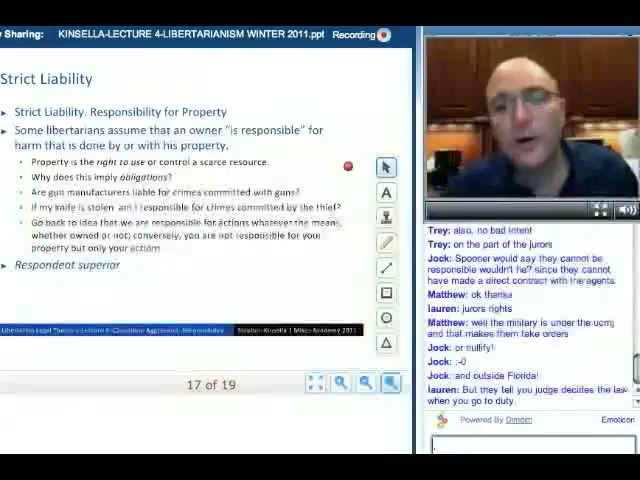 Sharing: KINSELLA-LECTURE 4-LIBERTARIANISM WINTER 2011.ppt Recording
Strict Liability
► Strict Liability. Responsibility for Property
► Some libertarians assume that an owner "is responsible" for
harm that is done by or with his property.
► Property is the right to use or control a scarce resource.
► Why does this imply obligations?
► Are gun manufacturers liable for crimes committed with guns?
► If my knife is stolen am I responsible for crimes committed by the thief?
► Go back to idea that we are responsible for actions whatever the means,
whether owned or not; conversely, you are not responsible for your
property but only your actions
► Respondeat superior
Stephan Kinsella | Mises Academy 2011
17 of 19
A
Trey: also, no bad intent
Trey: on the part of the jurors
Jock: Spooner would say they cannot be
responsible wouldn't he? since they cannot
have made a direct contract with the agents.
Matthew: ok thanks
lauren: jurors rights
Matthew: well the military is under the ucmj
and that makes them take orders
Jock: or nullify!
Jock: :-0
Jock: and outside Florida!
lauren: But they tell you judge decides the law
when you go to duty.
Powered By Dimdim Emoticon